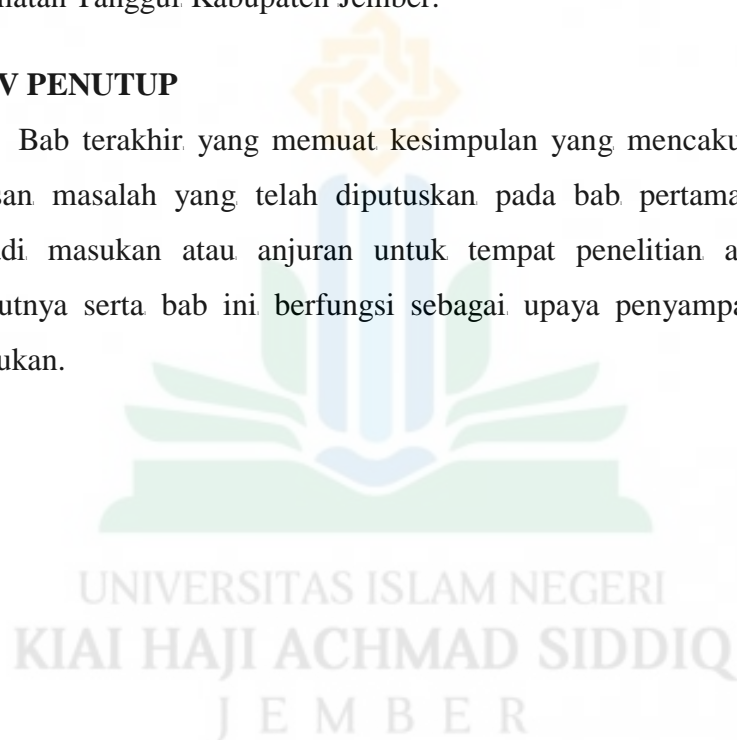 matan Tanggul Kabupaten Jember.
V PENUTUP
Bab terakhir yang memuat kesimpulan yang mencaku
san masalah yang telah diputuskan pada bab pertama
di masukan atau anjuran untuk tempat penelitian a
utnya serta bab ini berfungsi sebagai upaya penyampa
ukan.
UNIVERSITAS ISLAM NEGERI
KIAI HAJI ACHMAD SIDDIQ
JEMBER